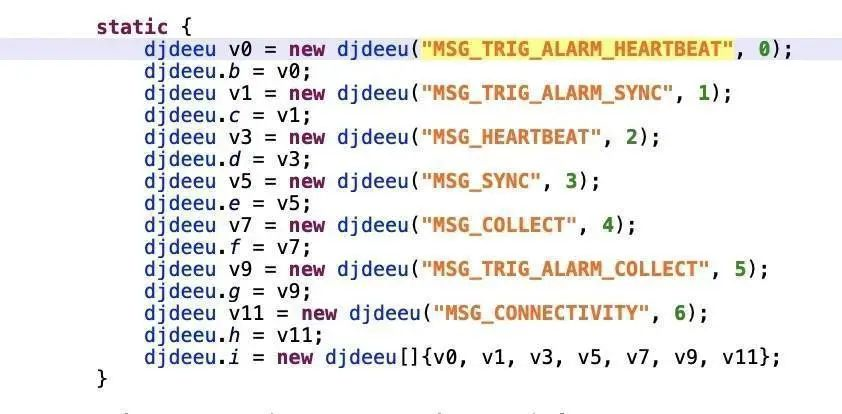 static {
djdeeu v0 = new djdeeu("MSG_TRIG_ALARM_HEARTBEAT", 0);
djdeeu.b = v0;
djdeeu v1 = new djdeeu("MSG_TRIG_ALARM_SYNC", 1);
djdeeu.c = v1;
djdeeu v3 = new djdeeu("MSG_HEARTBEAT", 2);
djdeeu.d = v3;
djdeeu v5 = new djdeeu("MSG_SYNC", 3);
djdeeu.e = v5;
djdeeu v7 = new djdeeu("MSG_COLLECT", 4);
djdeeu.f = v7;
djdeeu v9 = new djdeeu("MSG_TRIG_ALARM_COLLECT", 5);
djdeeu.g = v9;
djdeeu v11 = new djdeeu("MSG_CONNECTIVITY", 6);
djdeeu.h = v11;
djdeeu.i = new djdeeu[]{v0, v1, v3, v5, v7, v9, v11};
}